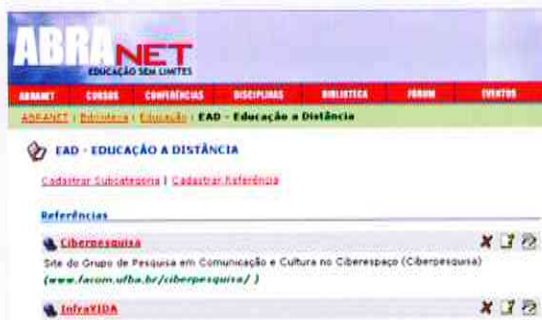 ABRANET
EDUCAÇÃO SEM LIMITES
ABRANET CURSOS CONFERÊNCIAS DISCIPLINAS BIBLIOTECA FÓRUM EVENTOS
ABRANET | Biblioteca | Educação | EAD - Educação a Distância
EAD - EDUCAÇÃO A DISTÂNCIA
Cadastrar Subcategoria | Cadastrar Referência
Referências
Ciberpesquisa
Site do Grupo de Pesquisa em Comunicação e Cultura no Ciberespaço (Ciberpesquisa)
(www.facom.ufba.br/ciberpesquisa/ )
InfraVIDA